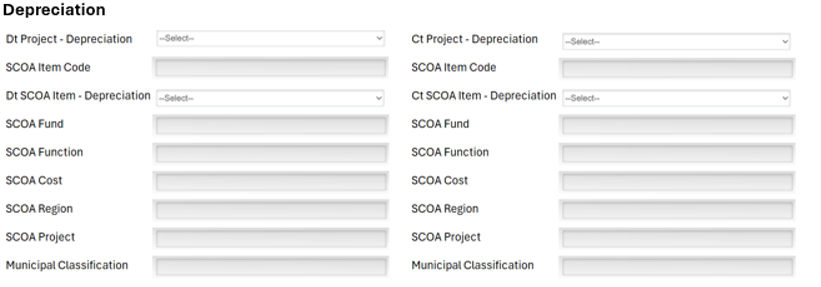 Depreciation
Dt Project - Depreciation --Select-- Ct Project - Depreciation --Select--
SCOA Item Code SCOA Item Code
Dt SCOA Item - Depreciation --Select-- Ct SCOA Item - Depreciation --Select--
SCOA Fund SCOA Fund
SCOA Function SCOA Function
SCOA Cost SCOA Cost
SCOA Region SCOA Region
SCOA Project SCOA Project
Municipal Classification Municipal Classification